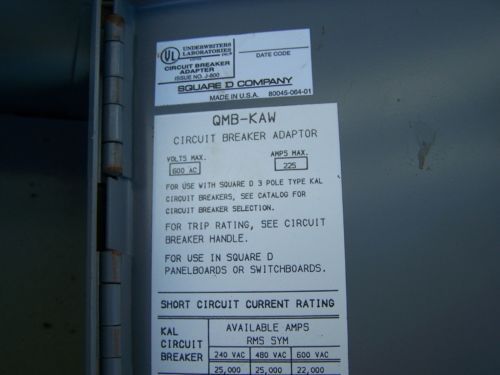 UL
UNDERWRITERS
LABORATORIES
DATE CODE
CIRCUIT BREAKER
ADAPTER
ISSUE NO. J-800
SQUARE D COMPANY
MADE IN U.S.A. 80045-064-01
QMB-KAW
CIRCUIT BREAKER ADAPTOR
VOLTS MAX. AMPS MAX.
600 AC 225
FOR USE WITH SQUARE D 3 POLE TYPE KAL
CIRCUIT BREAKERS, SEE CATALOG FOR
CIRCUIT BREAKER SELECTION.
FOR TRIP RATING, SEE CIRCUIT
BREAKER HANDLE.
FOR USE IN SQUARE D
PANELBOARDS OR SWITCHBOARDS.
SHORT CIRCUIT CURRENT RATING
KAL
CIRCUIT
BREAKER
AVAILABLE AMPS
RMS SYM
240 VAC 480 VAC 600 VAC
25,000 25,000 22,000